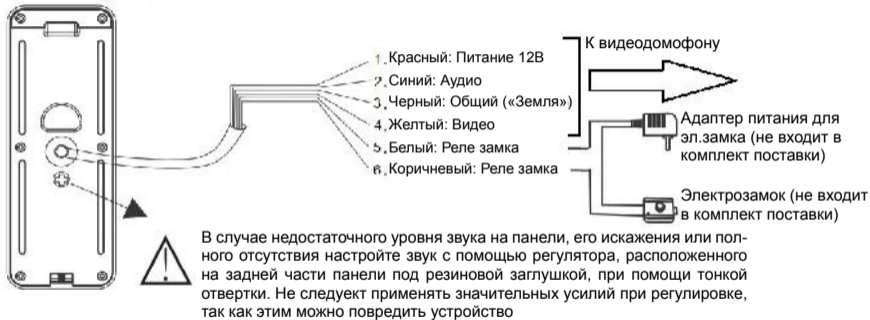 1. Красный: Питание 12В
2. Синий: Аудио
3. Черный: Общий («Земля»)
4. Желтый: Видео
5. Белый: Реле замка
6. Коричневый: Реле замка
К видеодомофону
Адаптер питания для
эл.замка (не входит в
комплект поставки)
Электрозамок (не входит
в комплект поставки)
В случае недостаточного уровня звука на панели, его искажения или пол-
ного отсутствия настройте звук с помощью регулятора, расположенного
на задней части панели под резиновой заглушкой, при помощи тонкой
отвертки. Не следуект применять значительных усилий при регулировке,
так как этим можно повредить устройство